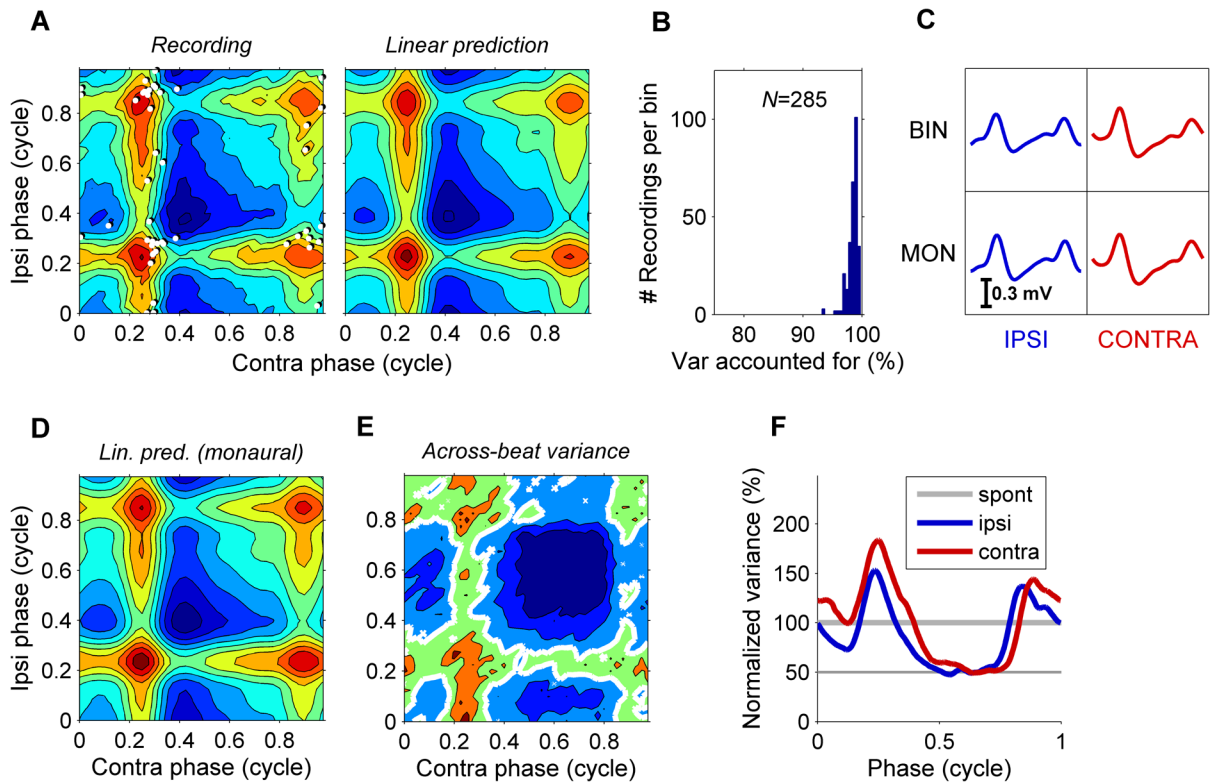 A
Recording
Linear prediction
Ipsi phase (cycle)
0.8
0.6
0.4
0.2
0
0 0.2 0.4 0.6 0.8
0 0.2 0.4 0.6 0.8
Contra phase (cycle)
B
# Recordings per bin
100
50
0
N=285
80 90 100
Var accounted for (%)
C
BIN
MON
0.3 mV
IPSI CONTRA
D
Lin. pred. (monaural)
Ipsi phase (cycle)
0.8
0.6
0.4
0.2
0
0 0.2 0.4 0.6 0.8
Contra phase (cycle)
E
Across-beat variance
0.8
0.6
0.4
0.2
0
0 0.2 0.4 0.6 0.8
Contra phase (cycle)
F
Normalized variance (%)
200
150
100
50
0
spont
ipsi
contra
0 0.5 1
Phase (cycle)